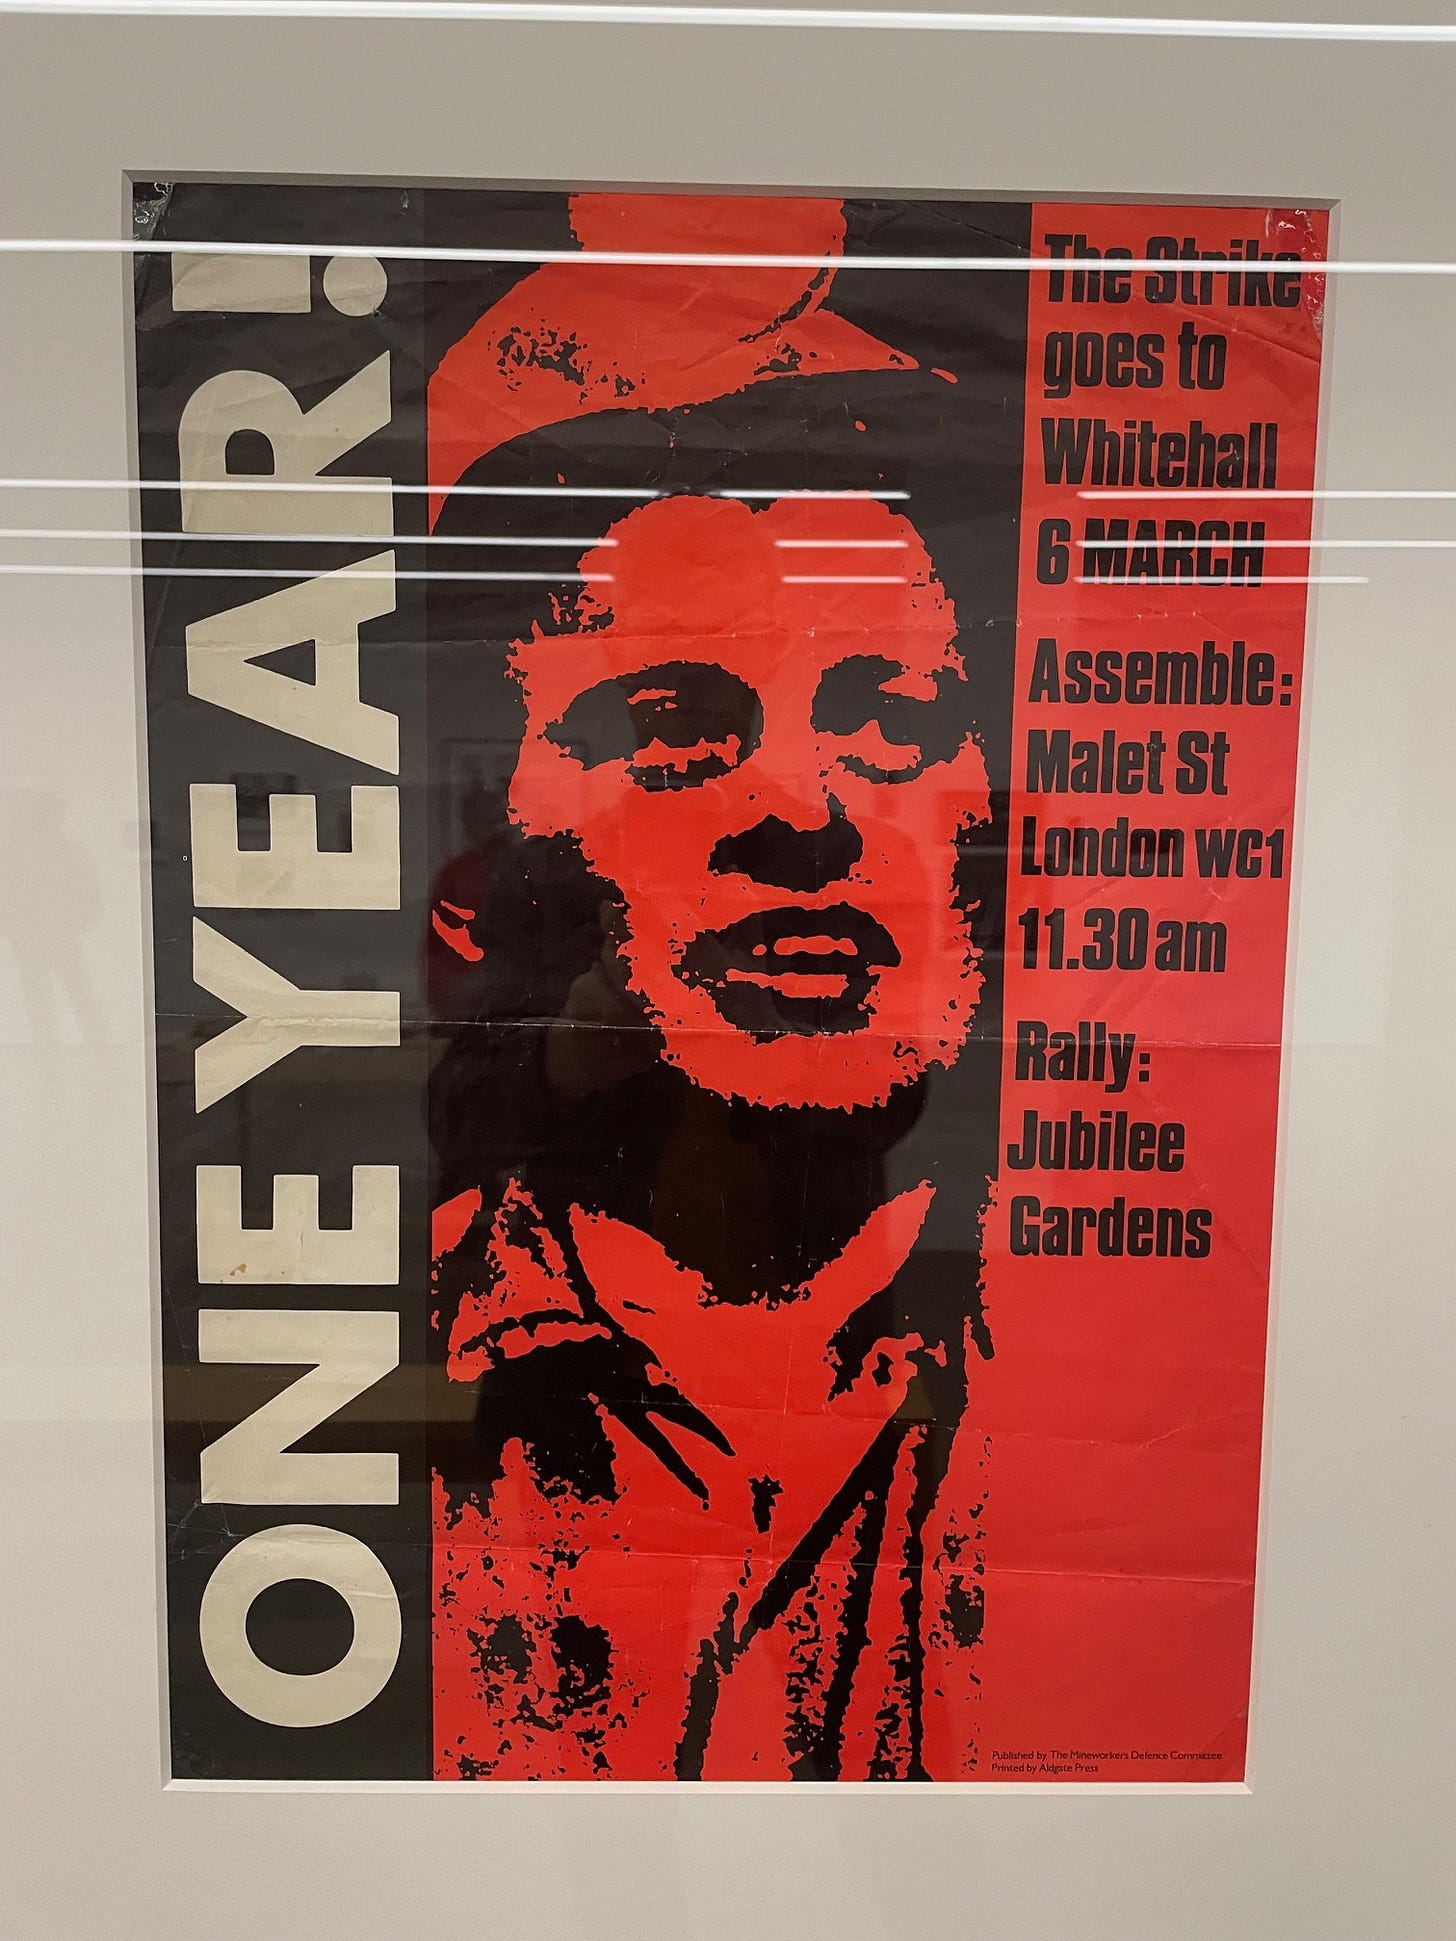 ONE YEAR!
The Strike
goes to
Whitehall
6 MARCH
Assemble:
Malet St
London WC1
11.30 am
Rally:
Jubilee
Gardens
Published by The Mineworkers Defence Committee
Printed by Aldgate Press